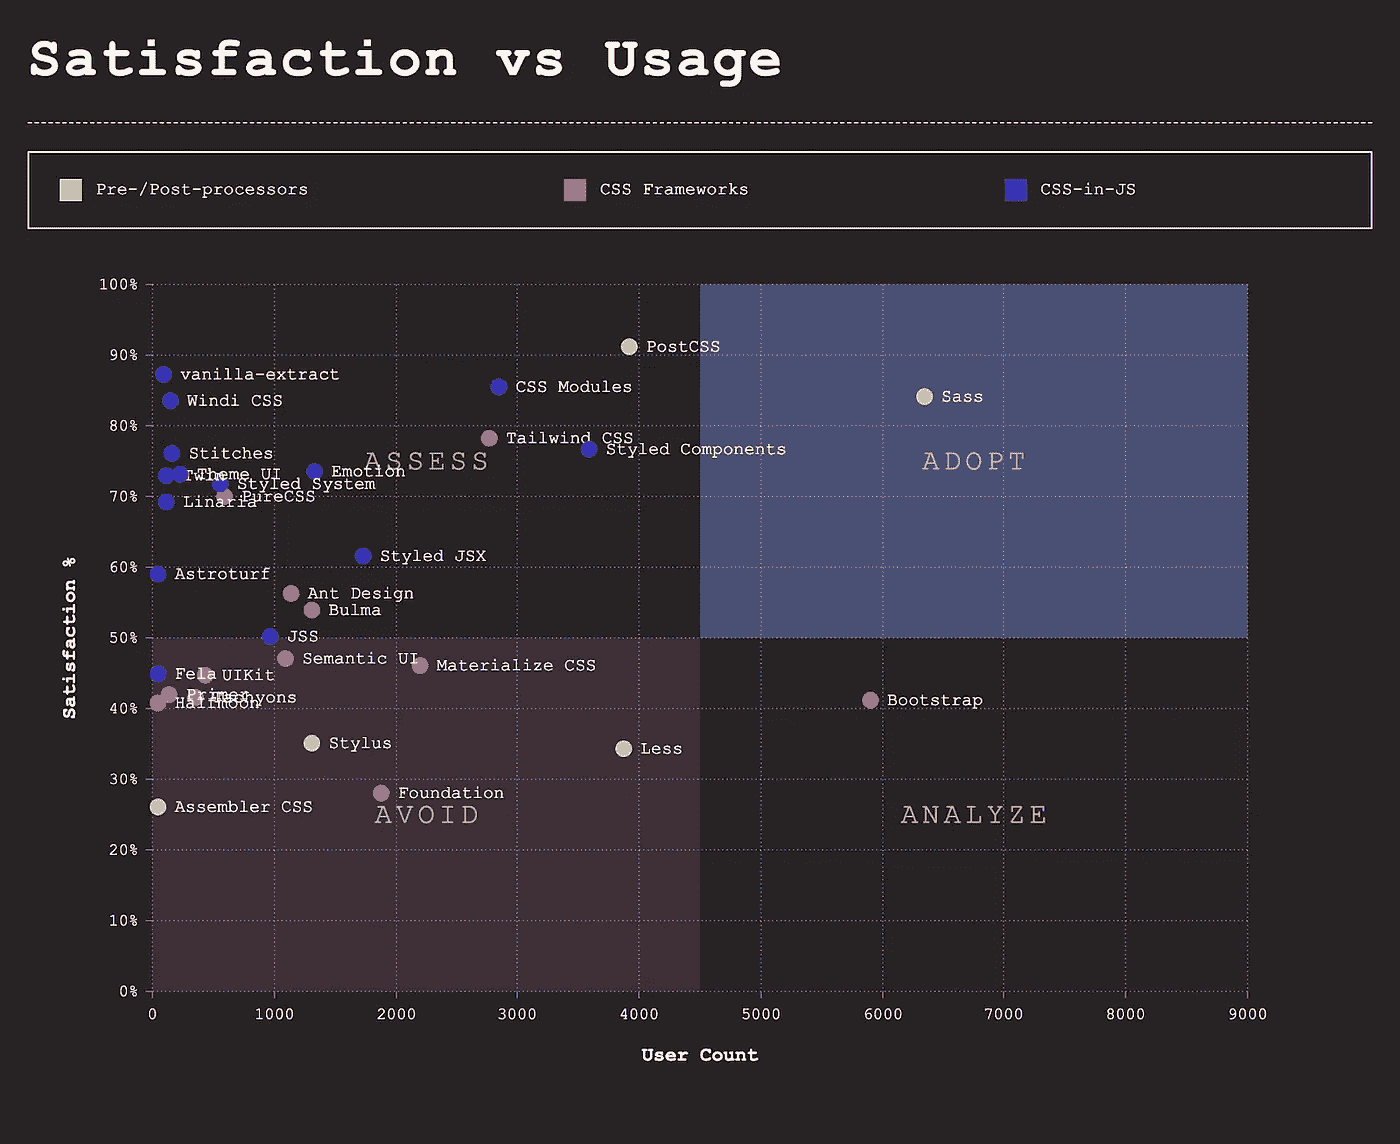 Satisfaction vs Usage
Pre-/Post-processors
CSS Frameworks
CSS-in-JS
100%
PostCSS
90%
vanilla-extract
CSS Modules
Windi CSS
Sass
80%
Tailwind CSS
Styled Components
Stitches
ASSESS
ADOPT
Emotion
Theme UI
Twin
Styled System
70%
PureCSS
Linaria
Styled JSX
60%
Astroturf
Ant Design
Bulma
50%
JSS
Semantic UI
Materialize CSS
Fela
UIKit
Primer
Tachyons
Halfmoon
40%
Bootstrap
Stylus
Less
30%
Foundation
Assembler CSS
AVOID
ANALYZE
20%
10%
0%
Satisfaction %
0 1000 2000 3000 4000 5000 6000 7000 8000 9000
User Count